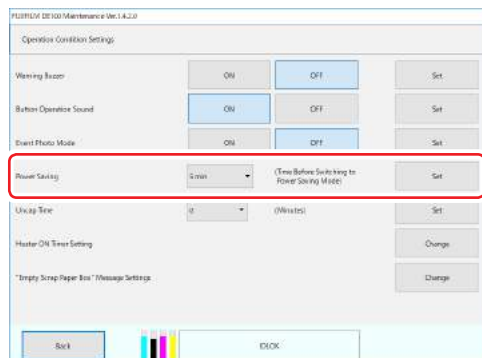 FUJIFILM DE100 Maintenance Ver.1.4.2.0
Operation Condition Settings
Warning Buzzer ON OFF Set
Button Operation Sound ON OFF Set
Event Photo Mode ON OFF Set
Power Saving 5 min (Time Before Switching to
Power Saving Mode) Set
Uncap Time (Minutes) Set
Heater ON Timer Setting Change
"Empty Scrap Paper Box" Message Settings Change
Back